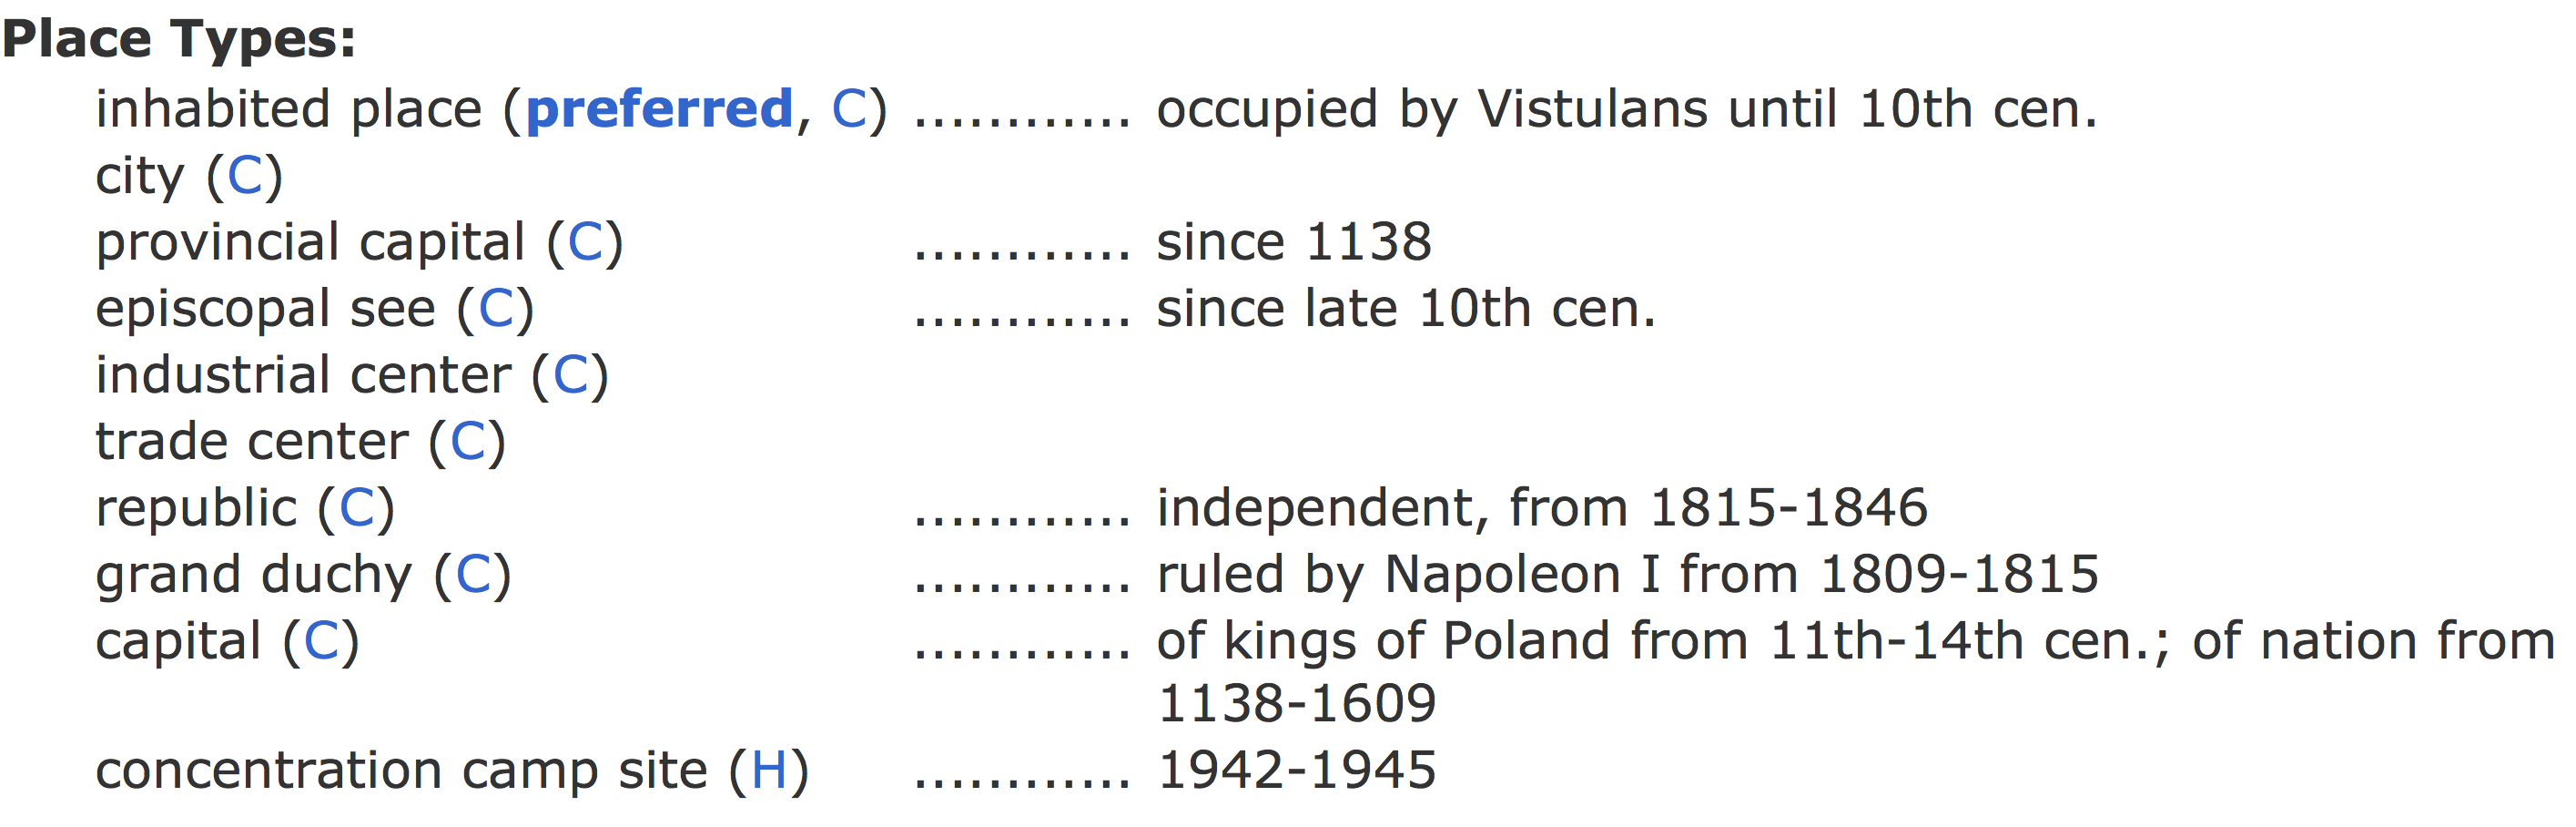 Place Types:
inhabited place (preferred, C) ............ occupied by Vistulans until 10th cen.
city (C)
provincial capital (C) ............ since 1138
episcopal see (C) ............ since late 10th cen.
industrial center (C)
trade center (C)
republic (C) ............ independent, from 1815-1846
grand duchy (C) ............ ruled by Napoleon I from 1809-1815
capital (C) ............ of kings of Poland from 11th-14th cen.; of nation from
1138-1609
concentration camp site (H) ............ 1942-1945